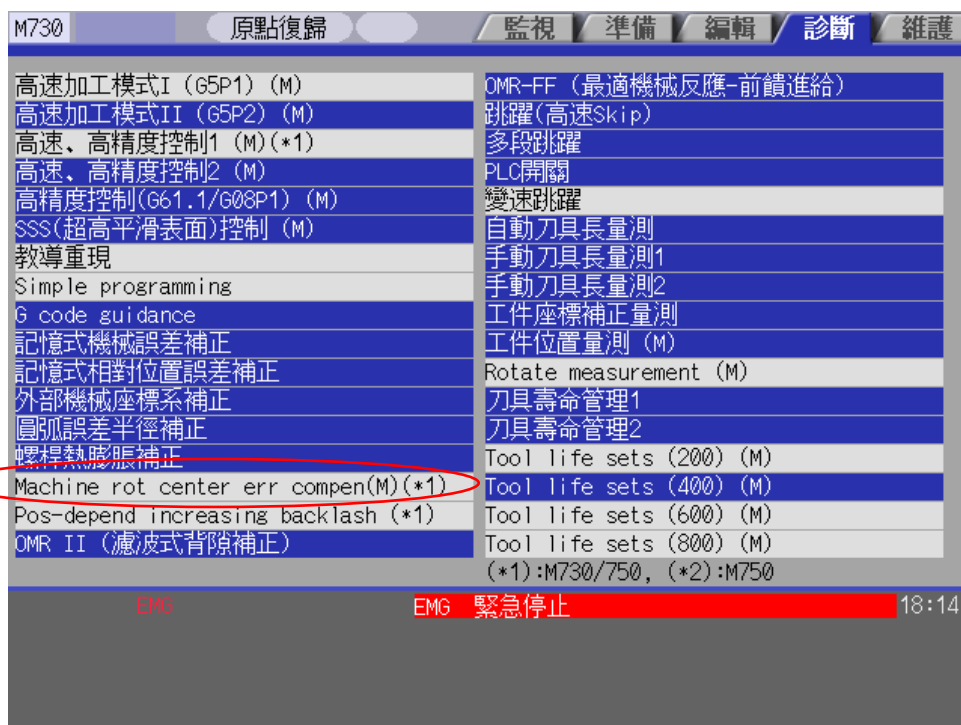 M730 原點復歸 監視 準備 編輯 診斷 維護
高速加工模式I (G5P1) (M)
高速加工模式II (G5P2) (M)
高速、高精度控制1 (M)(*1)
高速、高精度控制2 (M)
高精度控制(G61.1/G08P1) (M)
SSS(超高平滑表面)控制 (M)
教導重現
Simple programming
G code guidance
記憶式機械誤差補正
記憶式相對位置誤差補正
外部機械座標系補正
圓弧誤差半徑補正
螺桿熱膨脹補正
Machine rot center err compen(M)(*1)
Pos-depend increasing backlash (*1)
OMR II (濾波式背隙補正)
OMR-FF (最適機械反應-前饋進給)
跳躍(高速Skip)
多段跳躍
PLC開關
變速跳躍
自動刀具長量測
手動刀具長量測1
手動刀具長量測2
工件座標補正量測
工件位置量測 (M)
Rotate measurement (M)
刀具壽命管理1
刀具壽命管理2
Tool life sets (200) (M)
Tool life sets (400) (M)
Tool life sets (600) (M)
Tool life sets (800) (M)
(*1):M730/750, (*2):M750
EMG EMG 緊急停止 18:14